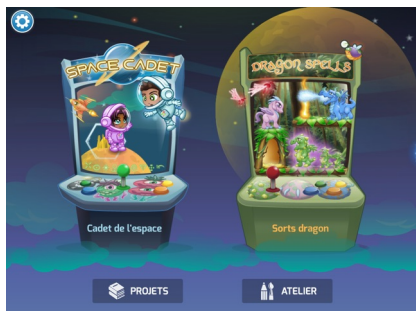 SPACE CADET
DRAGON SPELLS
Cadet de l'espace
Sorts dragon
PROJETS
ATELIER